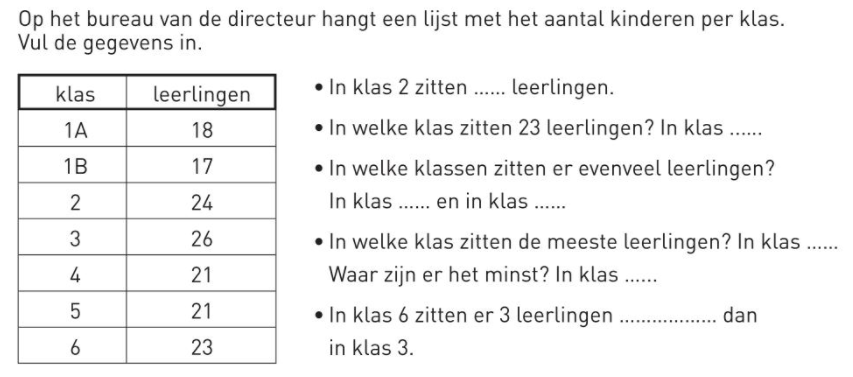 Op het bureau van de directeur hangt een lijst met het aantal kinderen per klas.
Vul de gegevens in.
klas leerlingen
1A 18
1B 17
2 24
3 26
4 21
5 21
6 23
• In klas 2 zitten ...... leerlingen.
• In welke klas zitten 23 leerlingen? In klas ......
• In welke klassen zitten er evenveel leerlingen?
In klas ...... en in klas ......
• In welke klas zitten de meeste leerlingen? In klas ......
Waar zijn er het minst? In klas ......
• In klas 6 zitten er 3 leerlingen .................. dan
in klas 3.